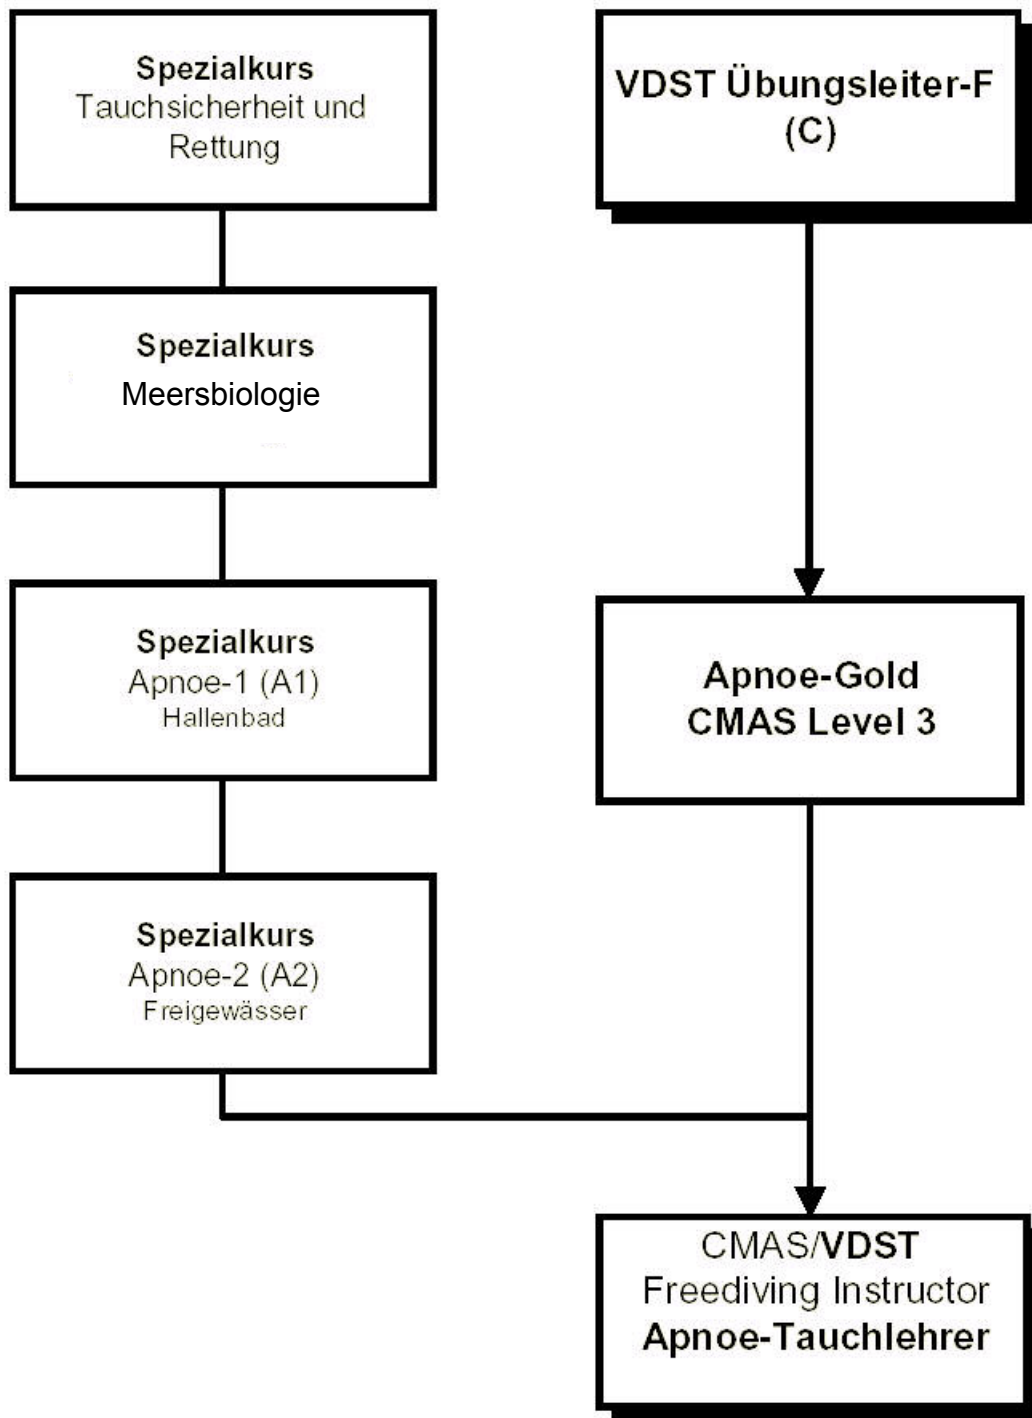 Spezialkurs
Tauchsicherheit und
Rettung
VDST Übungsleiter-F
(C)
Spezialkurs
Meersbiologie
Spezialkurs
Apnoe-1 (A1)
Hallenbad
Apnoe-Gold
CMAS Level 3
Spezialkurs
Apnoe-2 (A2)
Freigewässer
CMAS/VDST
Freediving Instructor
Apnoe-Tauchlehrer